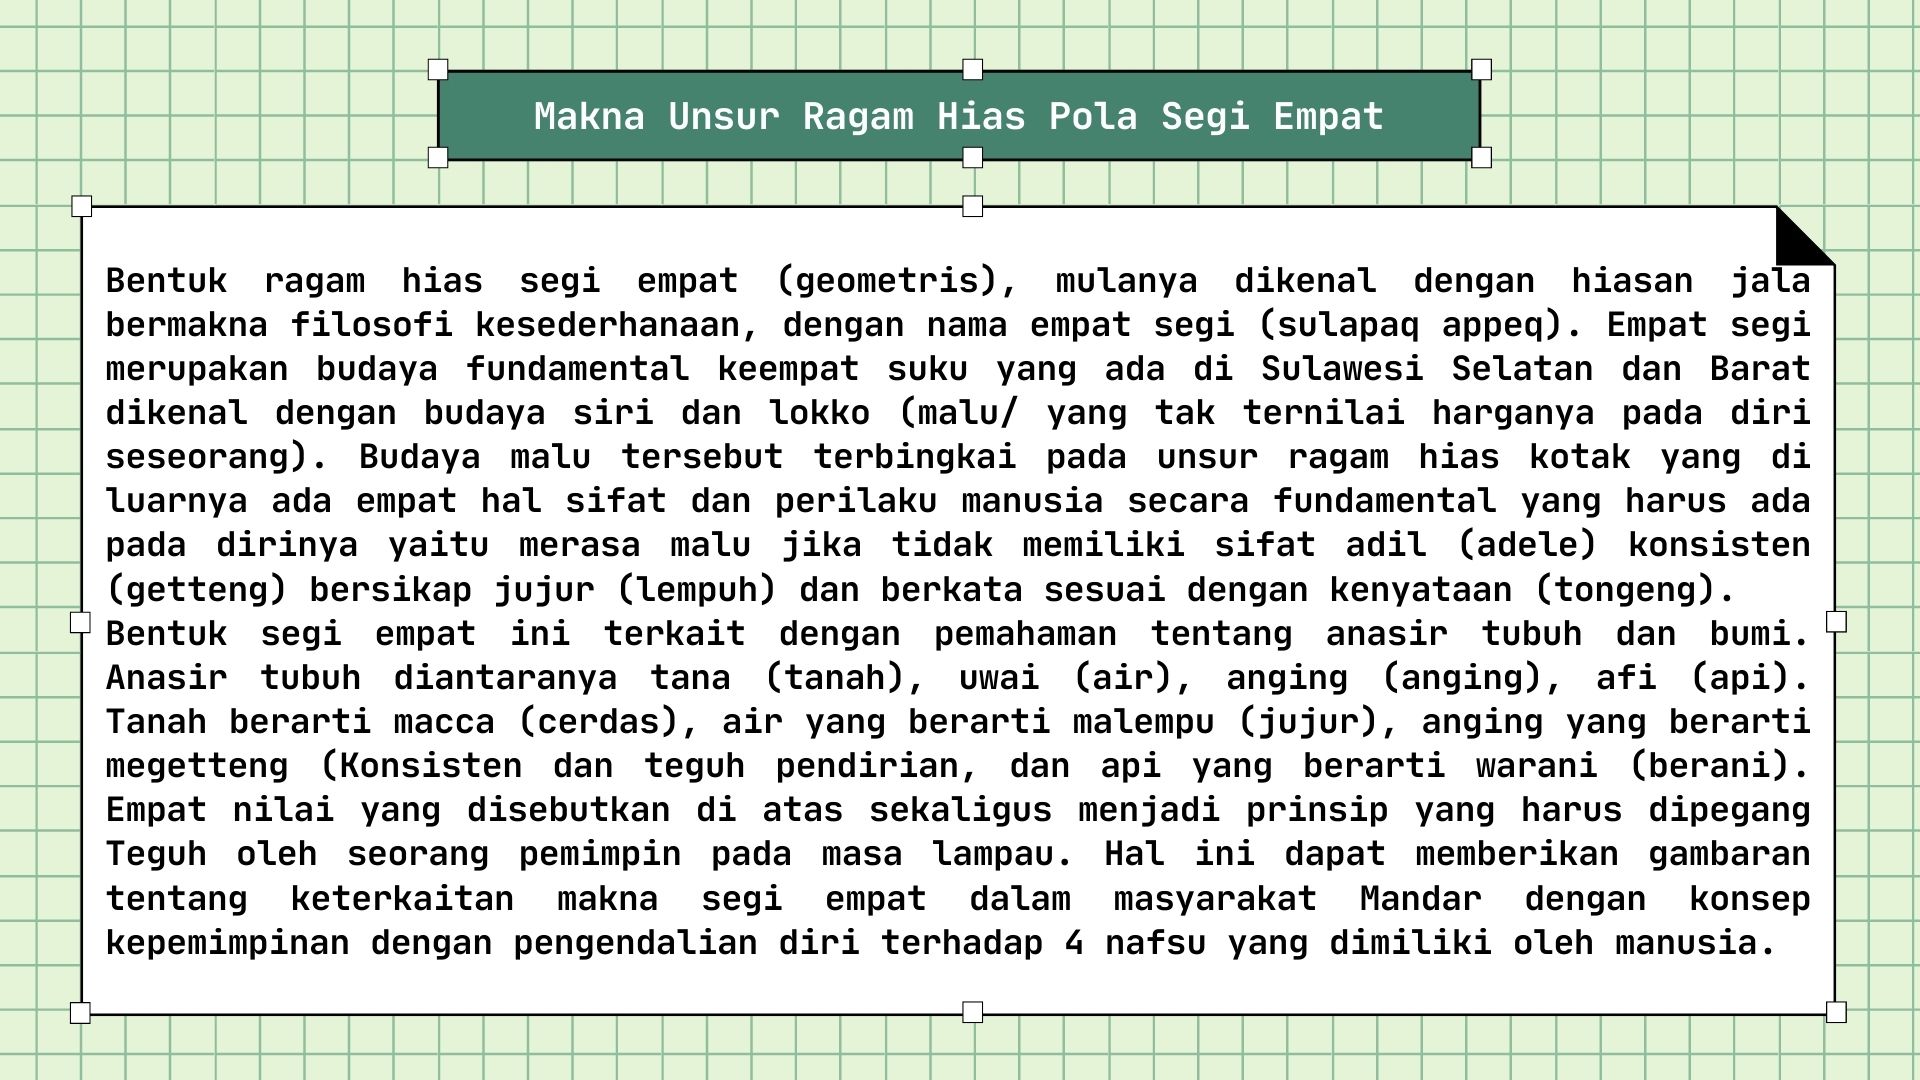 Makna Unsur Ragam Hias Pola Segi Empat
Bentuk ragam hias segi empat (geometris), mulanya dikenal dengan hiasan jala
bermakna filosofi kesederhanaan, dengan nama empat segi (sulapaq appeq). Empat segi
merupakan budaya fundamental keempat suku yang ada di Sulawesi Selatan dan Barat
dikenal dengan budaya siri dan lokko (malu/ yang tak ternilai harganya pada diri
seseorang). Budaya malu tersebut terbingkai pada unsur ragam hias kotak yang di
luarnya ada empat hal sifat dan perilaku manusia secara fundamental yang harus ada
pada dirinya yaitu merasa malu jika tidak memiliki sifat adil (adele) konsisten
(getteng) bersikap jujur (lempuh) dan berkata sesuai dengan kenyataan (tongeng).
Bentuk segi empat ini terkait dengan pemahaman tentang anasir tubuh dan bumi.
Anasir tubuh diantaranya tana (tanah), uwai (air), anging (anging), afi (api).
Tanah berarti macca (cerdas), air yang berarti malempu (jujur), anging yang berarti
megetteng (Konsisten dan teguh pendirian, dan api yang berarti warani (berani).
Empat nilai yang disebutkan di atas sekaligus menjadi prinsip yang harus dipegang
Teguh oleh seorang pemimpin pada masa lampau. Hal ini dapat memberikan gambaran
tentang keterkaitan makna segi empat dalam masyarakat Mandar dengan konsep
kepemimpinan dengan pengendalian diri terhadap 4 nafsu yang dimiliki oleh manusia.